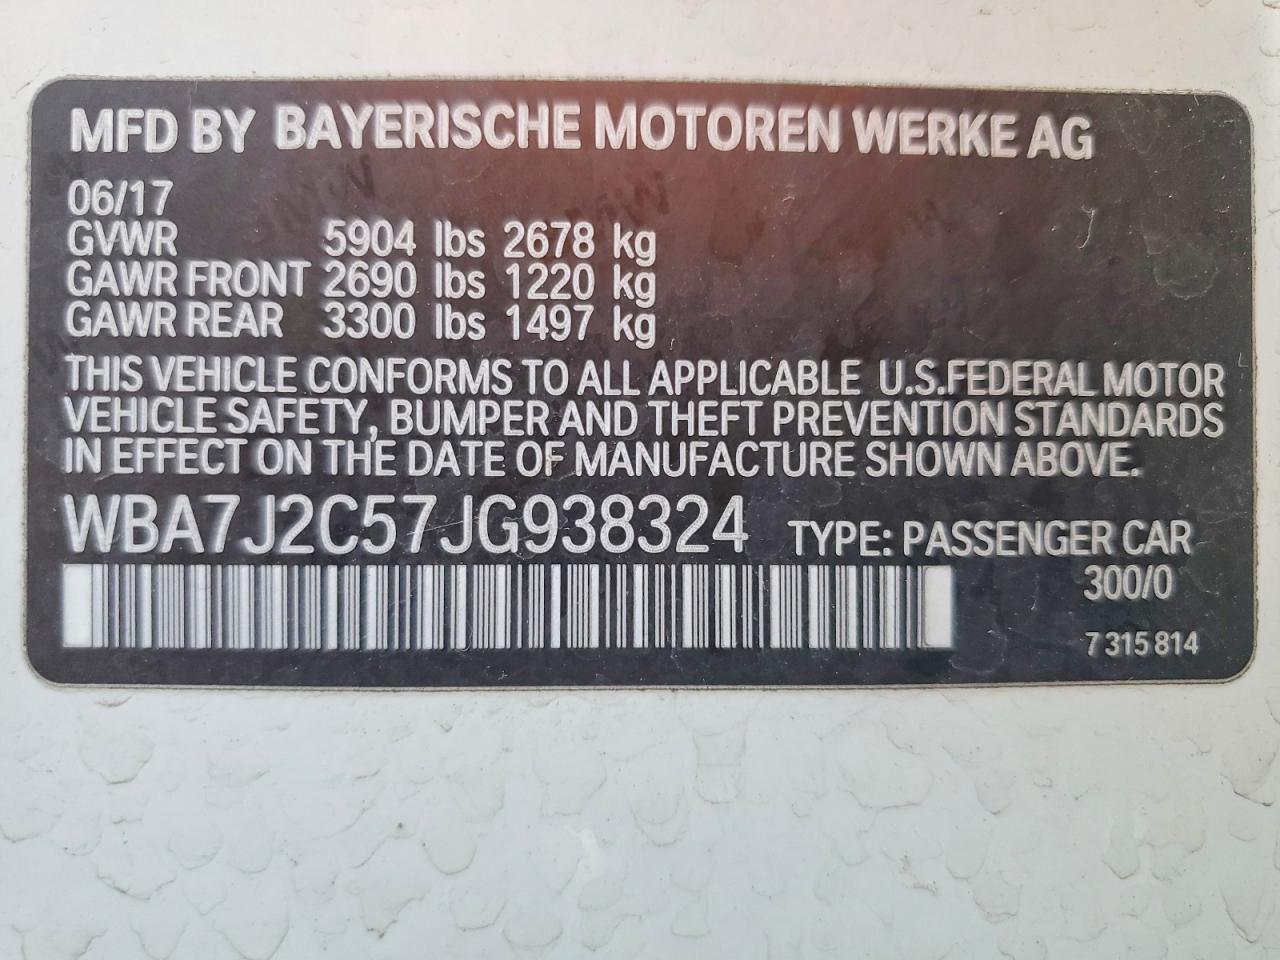 MFD BY BAYERISCHE MOTOREN WERKE AG
06/17
GVWR 5904 lbs 2678 kg
GAWR FRONT 2690 lbs 1220 kg
GAWR REAR 3300 lbs 1497 kg
THIS VEHICLE CONFORMS TO ALL APPLICABLE U.S.FEDERAL MOTOR
VEHICLE SAFETY, BUMPER AND THEFT PREVENTION STANDARDS
IN EFFECT ON THE DATE OF MANUFACTURE SHOWN ABOVE.
WBA7J2C57JG938324 TYPE: PASSENGER CAR
300/0
7 315 814